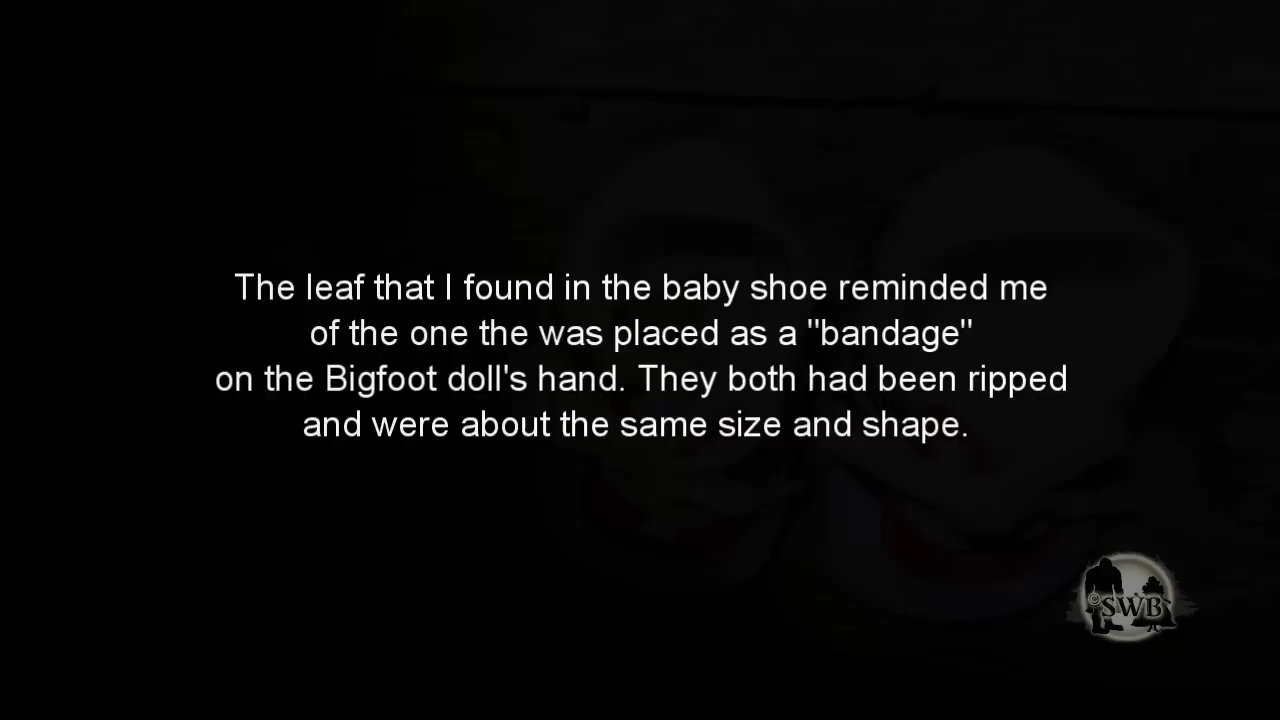 The leaf that I found in the baby shoe reminded me
of the one the was placed as a "bandage"
on the Bigfoot doll's hand. They both had been ripped
and were about the same size and shape.
©SWB